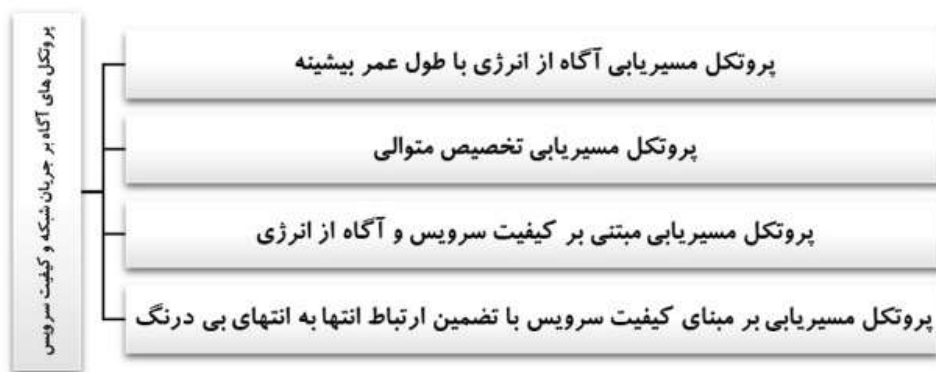 پروتکل های آگاه بر جریان شبکه و کیفیت سرویس
پروتکل مسیریابی آگاه از انرژی با طول عمر بیشینه
پروتکل مسیریابی تخصیص متوالی
پروتکل مسیریابی مبتنی بر کیفیت سرویس و آگاه از انرژی
پروتکل مسیریابی بر مبنای کیفیت سرویس با تضمین ارتباط انتها به انتهای بی درنگ